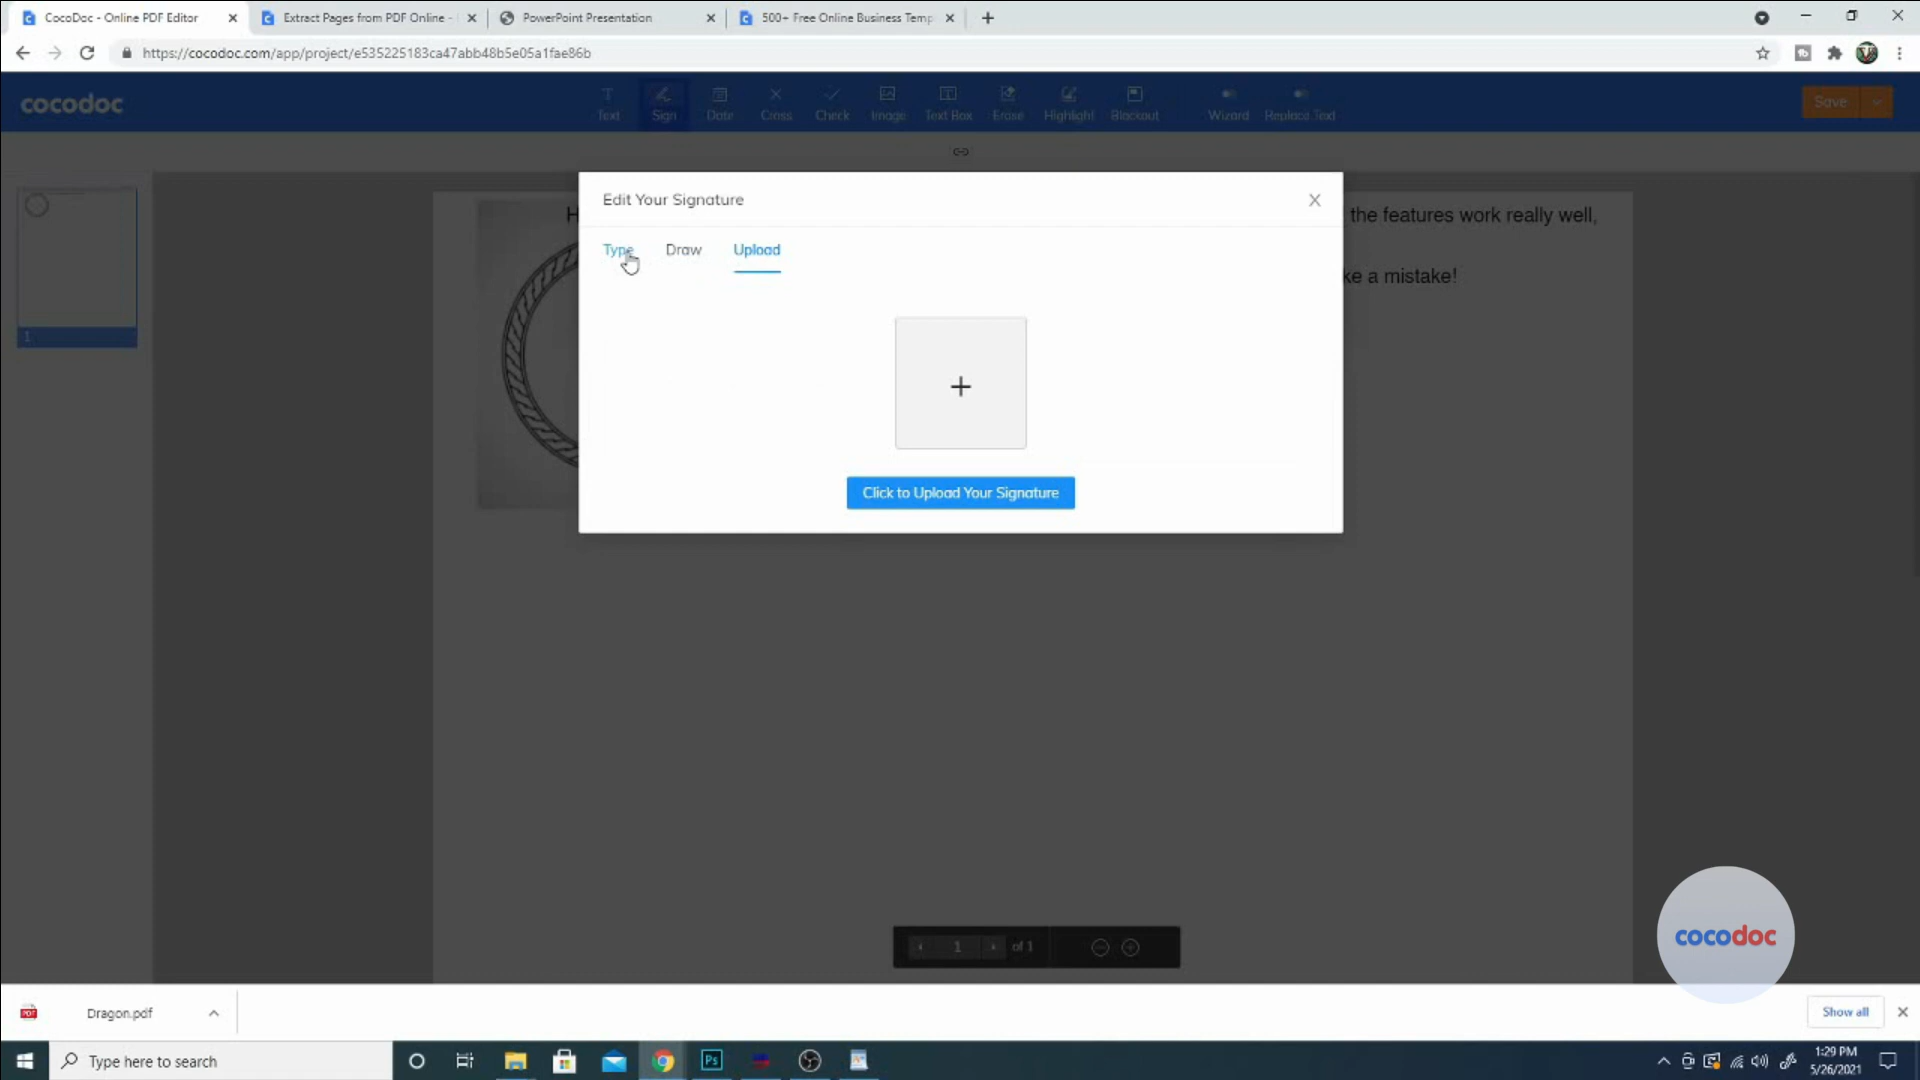 CocoDoc - Online PDF Editor
Extract Pages from PDF Online -
PowerPoint Presentation
500+ Free Online Business Temp
https://cocodoc.com/app/project/e535225183ca47abb48b5e05a1fae86b
cocodoc
Text
Sign
Date
Cross
Check
Image
Text Box
Erase
Highlight
Blackout
Wizard
Replace Text
Save
Edit Your Signature
H
the features work really well,
Type
Draw
Upload
ke a mistake!
1
Click to Upload Your Signature
1
of 1
cocodoc
PDF
Dragon.pdf
Show all
Type here to search
Ps
1:29 PM
5/26/2021